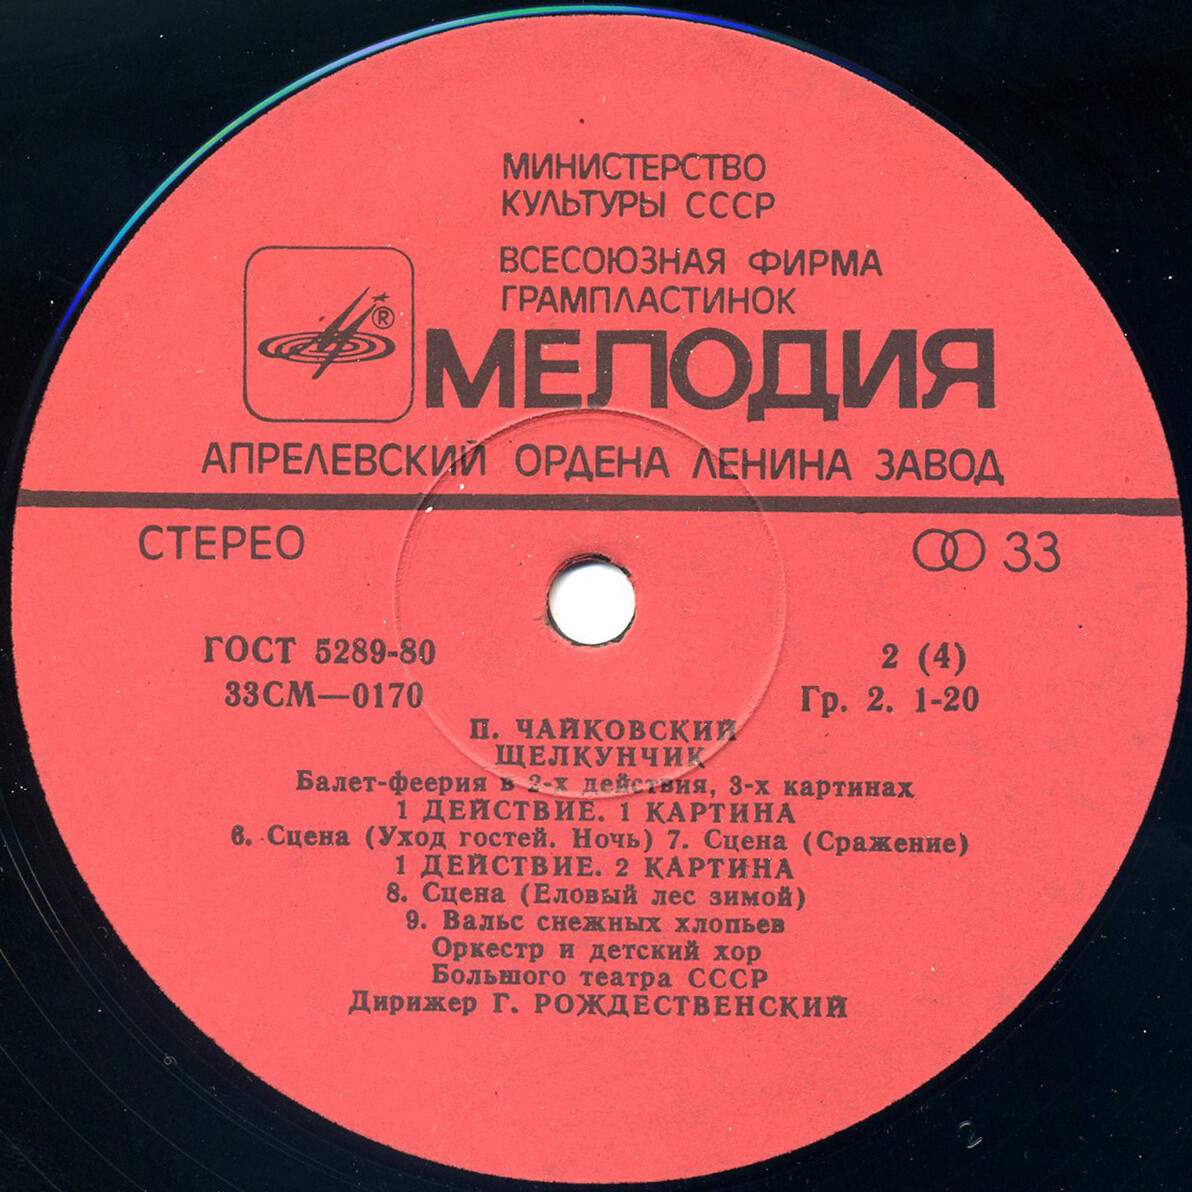 МИНИСТЕРСТВО
КУЛЬТУРЫ СССР
ВСЕСОЮЗНАЯ ФИРМА
ГРАМПЛАСТИНОК
®
МЕЛОДИЯ
АПРЕЛЕВСКИЙ ОРДЕНА ЛЕНИНА ЗАВОД
СТЕРЕО
33
ГОСТ 5289-80
2 (4)
33СМ—0170
Гр. 2. 1-20
П. ЧАЙКОВСКИЙ
ЩЕЛКУНЧИК
Балет-феерия в 2-х действия, 3-х картинах
1 ДЕЙСТВИЕ. 1 КАРТИНА
6. Сцена (Уход гостей. Ночь) 7. Сцена (Сражение)
1 ДЕЙСТВИЕ. 2 КАРТИНА
8. Сцена (Еловый лес зимой)
9. Вальс снежных хлопьев
Оркестр и детский хор
Большого театра СССР
Дирижер Г. РОЖДЕСТВЕНСКИЙ
2